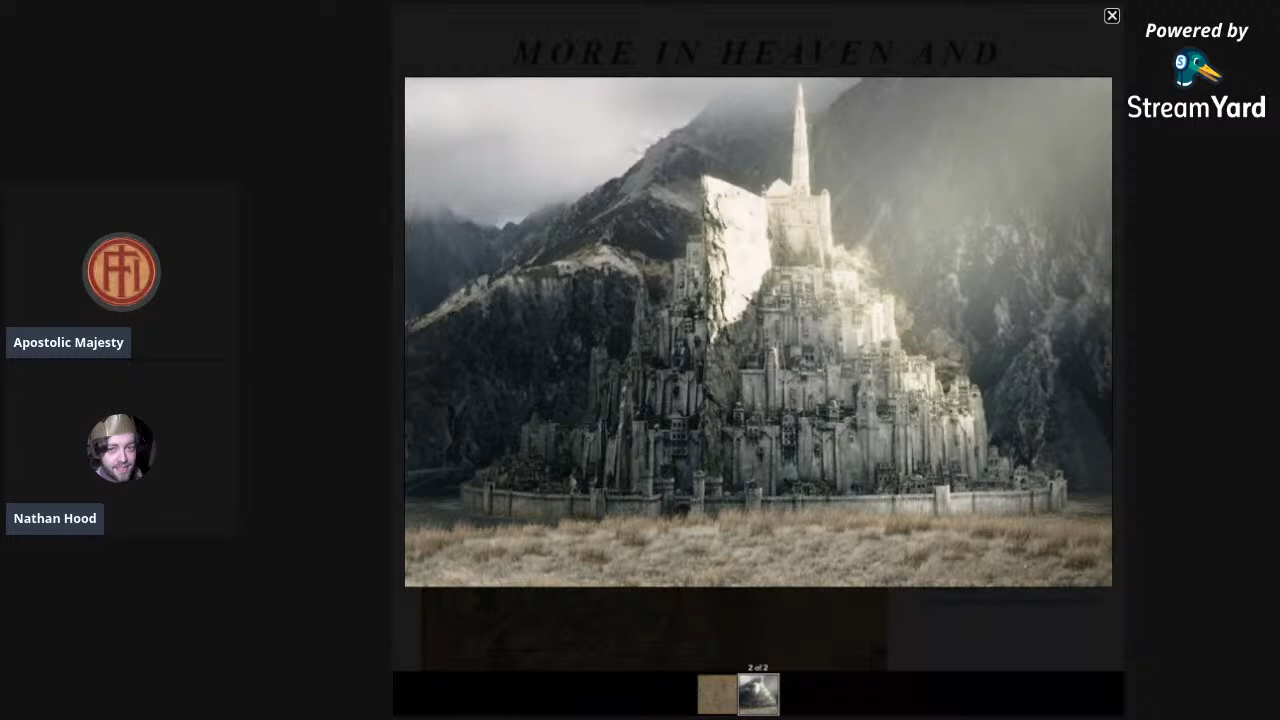 MORE IN HEAVEN AND
Powered by
StreamYard
Apostolic Majesty
Nathan Hood
2 of 2